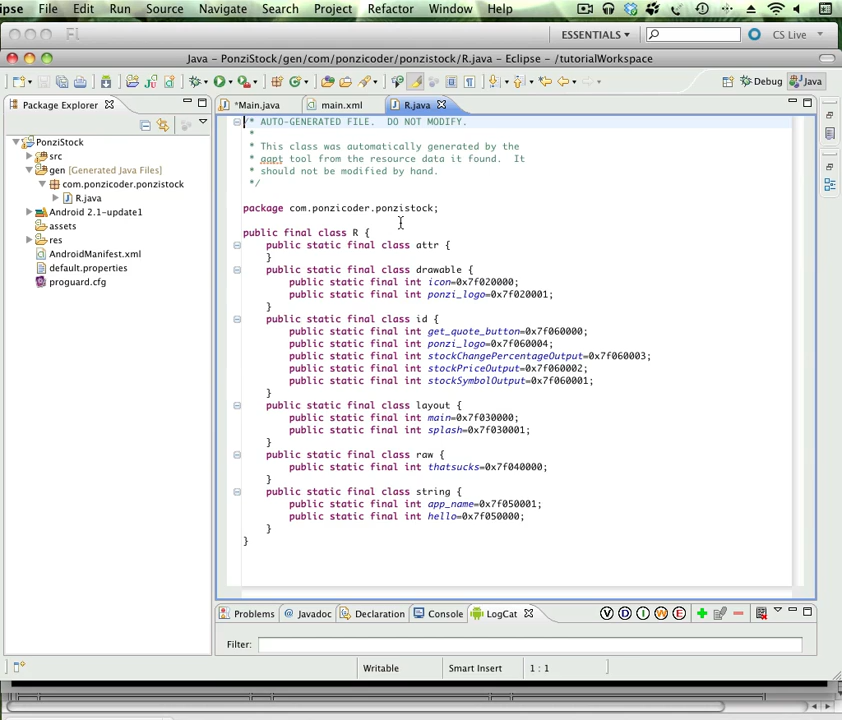 ipse File Edit Run Source Navigate Search Project Refactor Window Help
Fl ESSENTIALS CS Live
Java - PonziStock/gen/com/ponzicoder/ponzistock/R.java - Eclipse - /tutorialWorkspace
Debug Java
Package Explorer *Main.java main.xml R.java
PonziStock
src
gen [Generated Java Files]
com.ponzicoder.ponzistock
R.java
Android 2.1-update1
assets
res
AndroidManifest.xml
default.properties
proguard.cfg
/* AUTO-GENERATED FILE. DO NOT MODIFY.
*
* This class was automatically generated by the
* aapt tool from the resource data it found. It
* should not be modified by hand.
*/
package com.ponzicoder.ponzistock;
public final class R {
public static final class attr {
}
public static final class drawable {
public static final int icon=0x7f020000;
public static final int ponzi_logo=0x7f020001;
}
public static final class id {
public static final int get_quote_button=0x7f060000;
public static final int ponzi_logo=0x7f060004;
public static final int stockChangePercentageOutput=0x7f060003;
public static final int stockPriceOutput=0x7f060002;
public static final int stockSymbolOutput=0x7f060001;
}
public static final class layout {
public static final int main=0x7f030000;
public static final int splash=0x7f030001;
}
public static final class raw {
public static final int thatsucks=0x7f040000;
}
public static final class string {
public static final int app_name=0x7f050001;
public static final int hello=0x7f050000;
}
}
Problems Javadoc Declaration Console LogCat V D I W E
Filter:
Writable Smart Insert 1 : 1